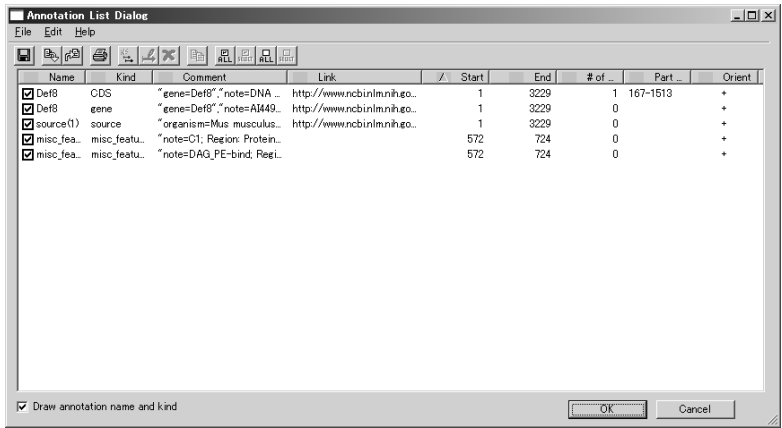 Annotation List Dialog
File Edit Help
ALL ALL
Name Kind Comment Link Start End # of ... Part ... Orient
Def8 CDS "gene=Def8","note=DNA ... http://www.ncbi.nlm.nih.go... 1 3229 1 167-1513 +
Def8 gene "gene=Def8","note=AI449... http://www.ncbi.nlm.nih.go... 1 3229 0 +
source(1) source "organism=Mus musculus... http://www.ncbi.nlm.nih.go... 1 3229 0 +
misc_fea... misc_featu... "note=C1; Region: Protein... 572 724 0 +
misc_fea... misc_featu... "note=DAG_PE-bind; Regi... 572 724 0 +
Draw annotation name and kind
OK Cancel